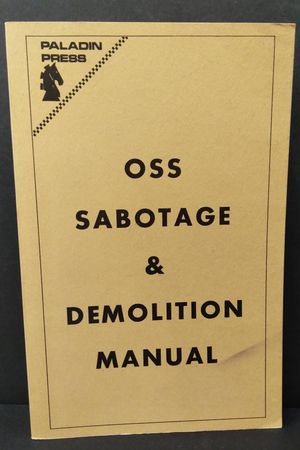 PALADIN
PRESS
OSS
SABOTAGE
&
DEMOLITION
MANUAL